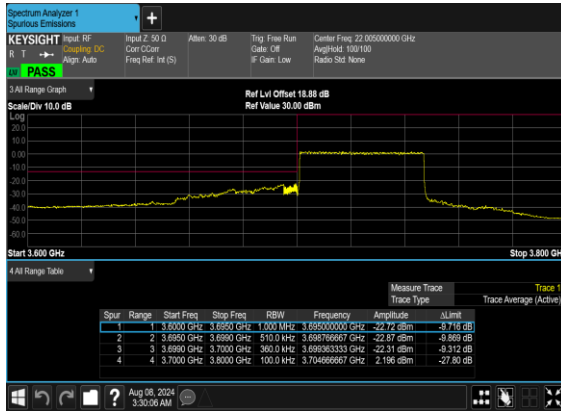 Spectrum Analyzer 1
Spurious Emissions
+
KEYSIGHT Input: RF Input Z: 50 Ω Atten: 30 dB Trig: Free Run Center Freq: 22.005000000 GHz
R T Coupling: DC Corr CCorr Gate: Off Avg|Hold: 100/100
Align: Auto Freq Ref: Int (S) IF Gain: Low Radio Std: None
PASS
3 All Range Graph
Ref Lvl Offset 18.88 dB
Scale/Div 10.0 dB Ref Value 30.00 dBm
Log
20.0
10.0
0.00
-10.0
-20.0
-30.0
-40.0
-50.0
-60.0
Start 3.600 GHz Stop 3.800 GH
4 All Range Table
Measure Trace Trace 1
Trace Type Trace Average (Active)
Spur Range Start Freq Stop Freq RBW Frequency Amplitude ΔLimit
1 1 3.6000 GHz 3.6950 GHz 1.000 MHz 3.695000000 GHz -22.72 dBm -9.716 dB
2 2 3.6950 GHz 3.6990 GHz 510.0 kHz 3.698766667 GHz -22.87 dBm -9.869 dB
3 3 3.6990 GHz 3.7000 GHz 360.0 kHz 3.699363333 GHz -22.31 dBm -9.312 dB
4 4 3.7000 GHz 3.8000 GHz 100.0 kHz 3.704666667 GHz 2.196 dBm -27.80 dB
? Aug 08, 2024
3:30:06 AM